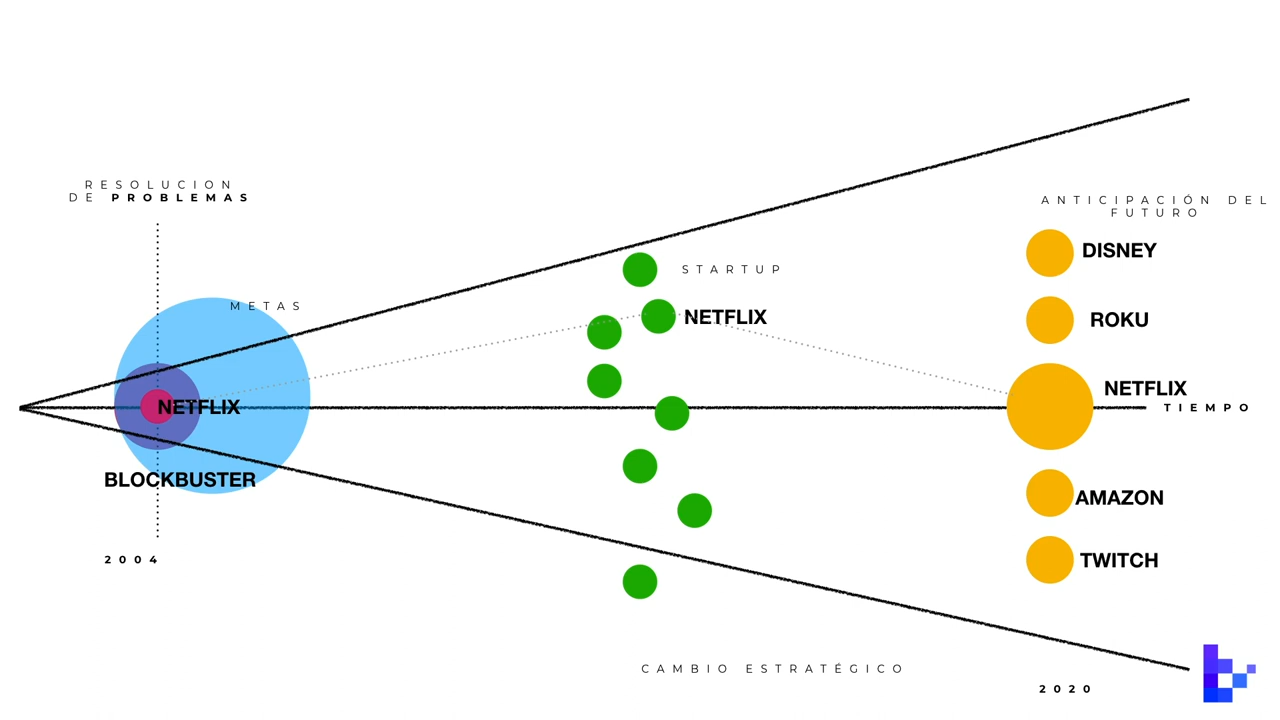 RESOLUCION
DE PROBLEMAS
METAS
NETFLIX
BLOCKBUSTER
2004
STARTUP
NETFLIX
CAMBIO ESTRATÉGICO
ANTICIPACIÓN DEL
FUTURO
DISNEY
ROKU
NETFLIX
TIEMPO
AMAZON
TWITCH
2020